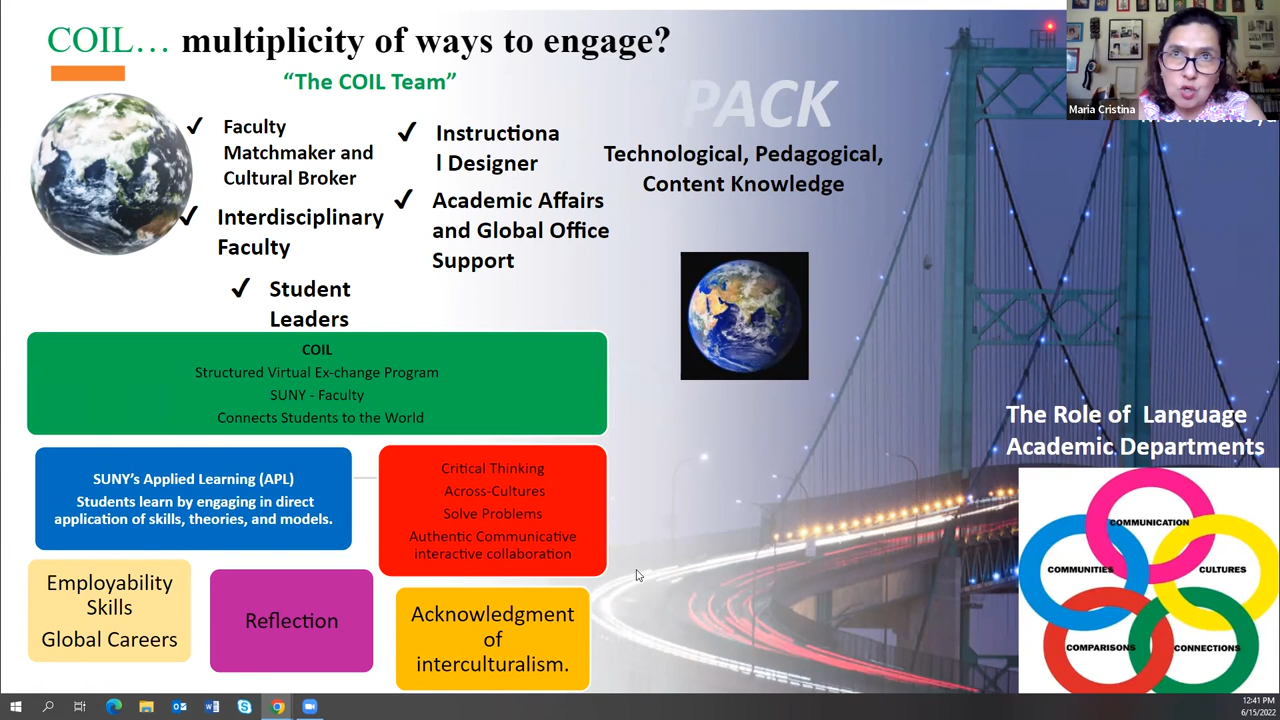 COIL… multiplicity of ways to engage?
"The COIL Team"
✓ Faculty
Matchmaker and
Cultural Broker
✓ Interdisciplinary
Faculty
✓ Student
Leaders
✓ Instructiona
l Designer
✓ Academic Affairs
and Global Office
Support
PACK
Technological, Pedagogical,
Content Knowledge
Maria Cristina
COIL
Structured Virtual Ex-change Program
SUNY - Faculty
Connects Students to the World
SUNY's Applied Learning (APL)
Students learn by engaging in direct
application of skills, theories, and models.
Critical Thinking
Across-Cultures
Solve Problems
Authentic Communicative
interactive collaboration
Employability
Skills
Global Careers
Reflection
Acknowledgment
of
interculturalism.
The Role of Language
Academic Departments
COMMUNICATION
COMMUNITIES
CULTURES
COMPARISONS
CONNECTIONS
12:41 PM
6/15/2022